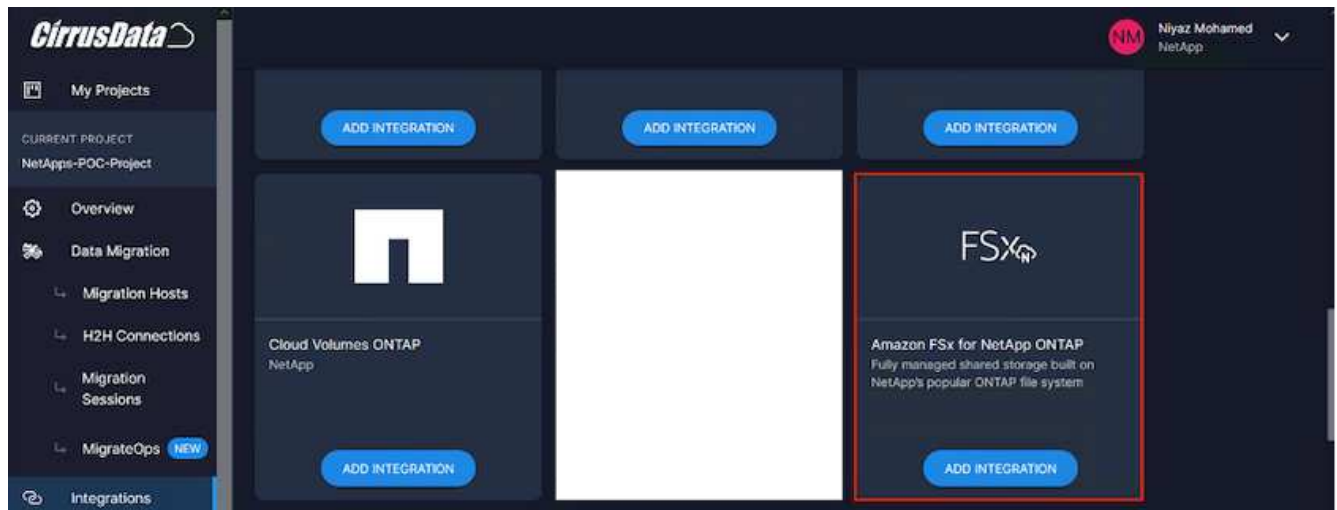 CirrusData
NM
Niyaz Mohamed
NetApp
My Projects
CURRENT PROJECT
NetApps-POC-Project
Overview
Data Migration
Migration Hosts
H2H Connections
Migration
Sessions
MigrateOps NEW
Integrations
ADD INTEGRATION
ADD INTEGRATION
ADD INTEGRATION
Cloud Volumes ONTAP
NetApp
ADD INTEGRATION
FSxN
Amazon FSx for NetApp ONTAP
Fully managed shared storage built on
NetApp's popular ONTAP file system
ADD INTEGRATION